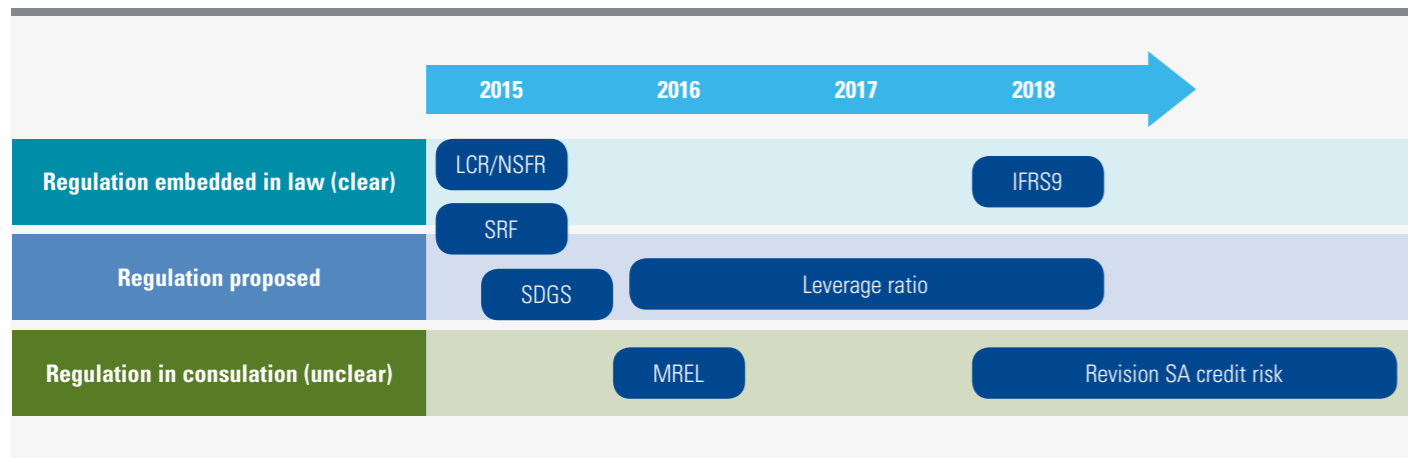 2015 2016 2017 2018
Regulation embedded in law (clear)
LCR/NSFR
IFRS9
SRF
Regulation proposed
SDGS
Leverage ratio
Regulation in consulation (unclear)
MREL
Revision SA credit risk